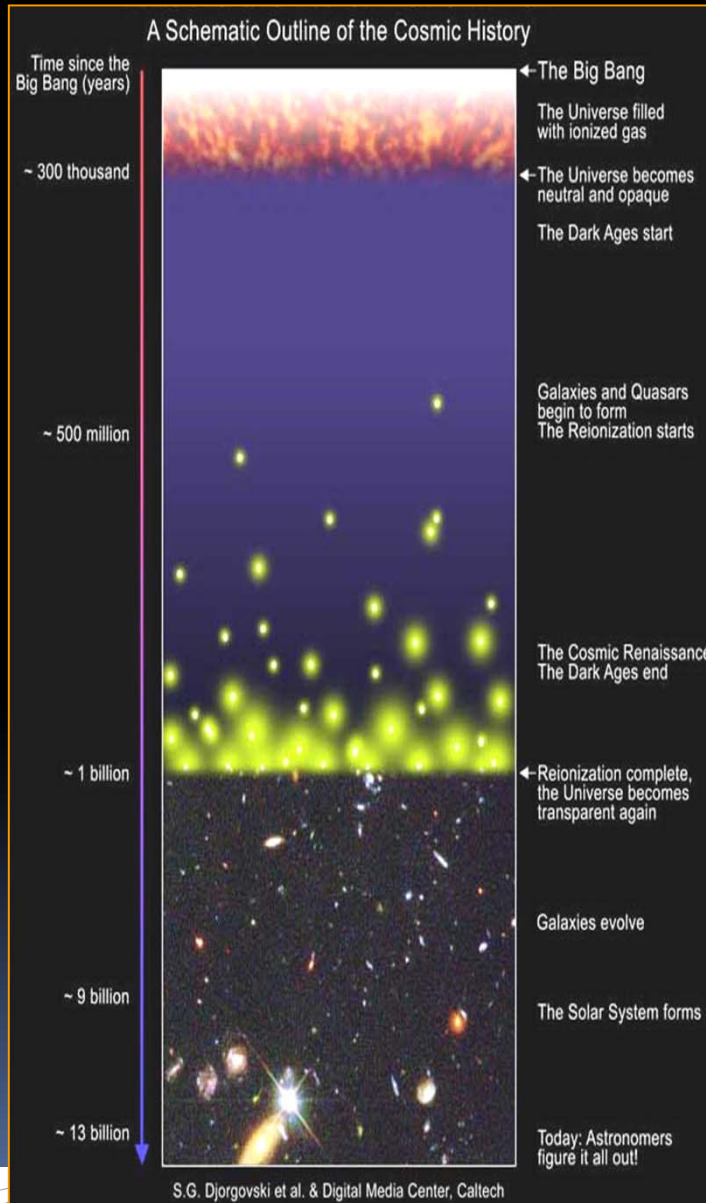 A Schematic Outline of the Cosmic History
Time since the
Big Bang (years)
The Big Bang
The Universe filled
with ionized gas
~ 300 thousand
The Universe becomes
neutral and opaque
The Dark Ages start
Galaxies and Quasars
begin to form
The Reionization starts
~ 500 million
The Cosmic Renaissance
The Dark Ages end
~ 1 billion
Reionization complete,
the Universe becomes
transparent again
Galaxies evolve
~ 9 billion
The Solar System forms
~ 13 billion
Today: Astronomers
figure it all out!
S.G. Djorgovski et al. & Digital Media Center, Caltech